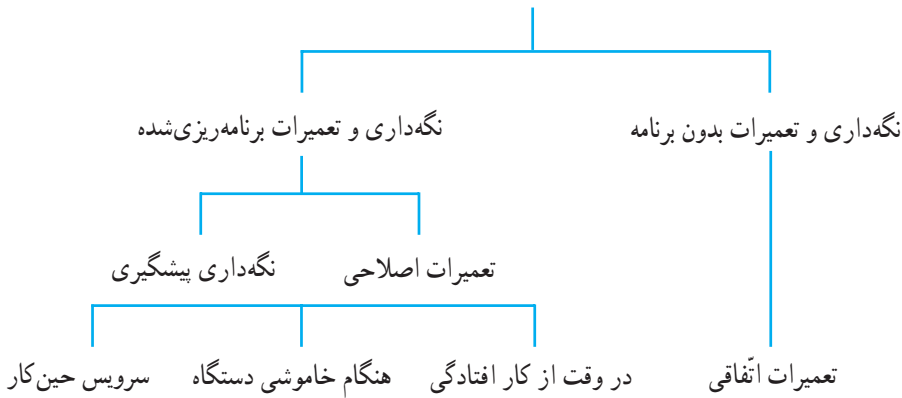 نگه‌داری و تعمیرات بدون برنامه
نگه‌داری و تعمیرات برنامه‌ریزی‌شده
تعمیرات اصلاحی
نگه‌داری پیشگیری
تعمیرات اتّفاقی
در وقت از کار افتادگی
هنگام خاموشی دستگاه
سرویس حین‌کار